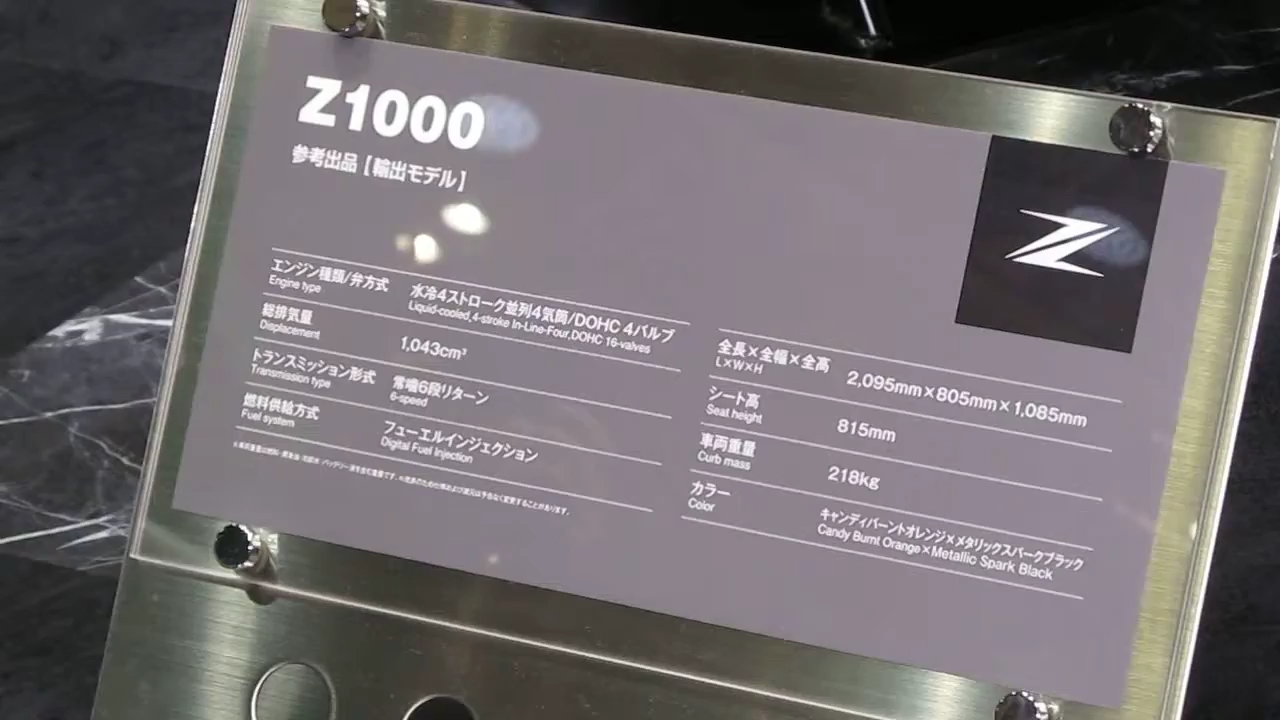 Z1000
参考出品【輸出モデル】
エンジン種類/弁方式 水冷4ストローク並列4気筒/DOHC 4バルブ
Engine type Liquid-cooled,4-stroke In-Line-Four,DOHC 16-valves
総排気量
Displacement
1,043cm³
トランスミッション形式 常噛6段リターン
Transmission type 6-speed
燃料供給方式 フューエルインジェクション
Fuel system Digital Fuel Injection
全長×全幅×全高
L×W×H
2,095mm×805mm×1,085mm
シート高
Seat height
815mm
車両重量
Curb mass
218kg
カラー キャンディバーントオレンジ×メタリックスパークブラック
Color Candy Burnt Orange×Metallic Spark Black